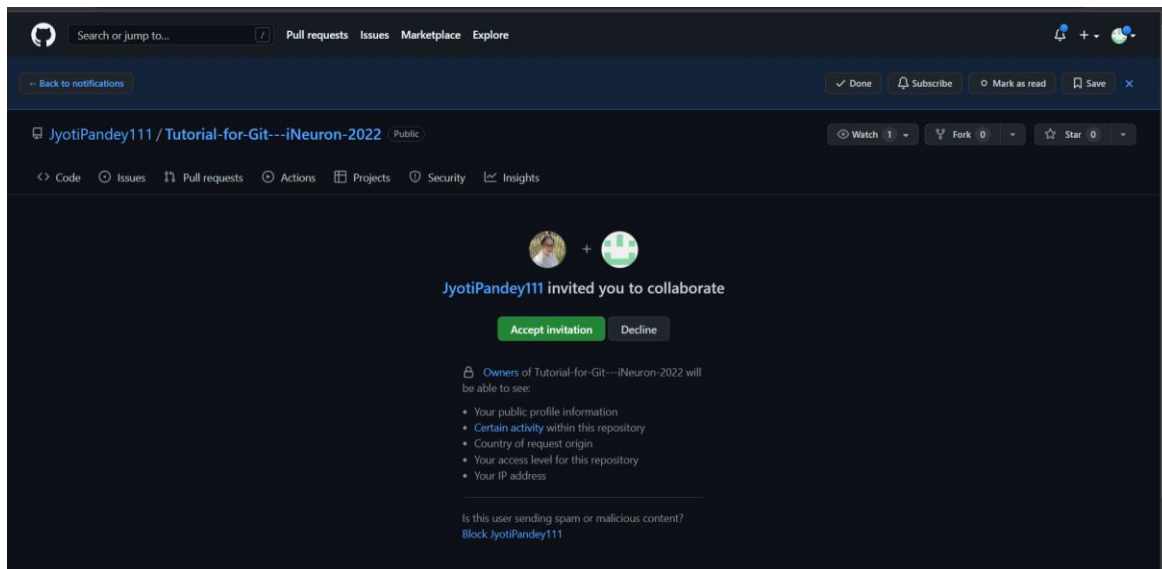 Search or jump to... / Pull requests Issues Marketplace Explore
← Back to notifications Done Subscribe Mark as read Save
JyotiPandey111 / Tutorial-for-Git---iNeuron-2022 Public Watch 1 Fork 0 Star 0
Code Issues Pull requests Actions Projects Security Insights
JyotiPandey111 invited you to collaborate
Accept invitation Decline
Owners of Tutorial-for-Git---iNeuron-2022 will
be able to see:
• Your public profile information
• Certain activity within this repository
• Country of request origin
• Your access level for this repository
• Your IP address
Is this user sending spam or malicious content?
Block JyotiPandey111